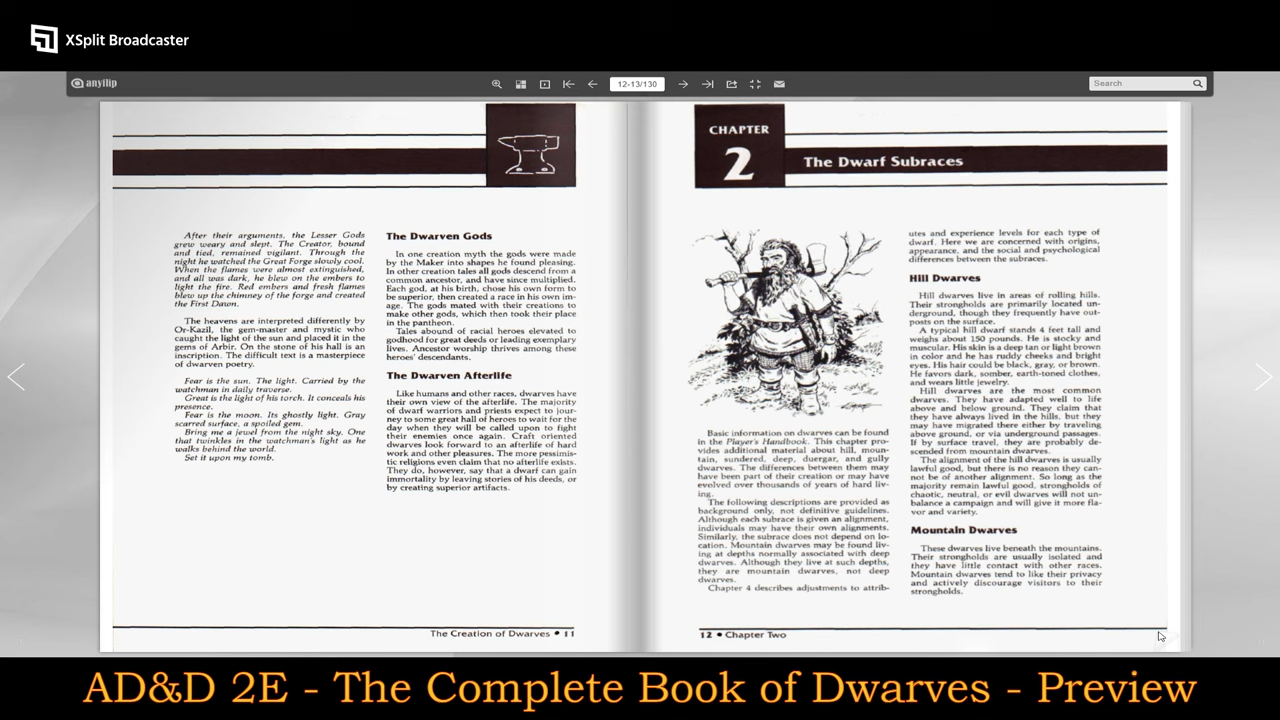 XSplit Broadcaster
anyflip
12-13/130
Search
After their arguments, the Lesser Gods
grew weary and slept. The Creator, bound
and tied, remained vigilant. Through the
night he watched the Great Forge slowly cool.
When the flames were almost extinguished,
and all was dark, he blew on the embers to
light the fire. Red embers and fresh flames
blew up the chimney of the forge and created
the First Dawn.
The heavens are interpreted differently by
Or-Kazil, the gem-master and mystic who
caught the light of the sun and placed it in the
gems of Arbir. On the stone of his hall is an
inscription. The difficult text is a masterpiece
of dwarven poetry.
Fear is the sun. The light. Carried by the
watchman in daily traverse.
Great is the light of his torch. It conceals his
presence.
Fear is the moon. Its ghostly light. Gray
scarred surface, a spoiled gem.
Bring me a jewel from the night sky. One
that twinkles in the watchman's light as he
walks behind the world.
Set it upon my tomb.
The Dwarven Gods
In one creation myth the gods were made
by the Maker into shapes he found pleasing.
In other creation tales all gods descend from a
common ancestor, and have since multiplied.
Each god, at his birth, chose his own form to
be superior, then created a race in his own im-
age. The gods mated with their creations to
make other gods, which then took their place
in the pantheon.
Tales abound of racial heroes elevated to
godhood for great deeds or leading exemplary
lives. Ancestor worship thrives among these
heroes' descendants.
The Dwarven Afterlife
Like humans and other races, dwarves have
their own view of the afterlife. The majority
of dwarf warriors and priests expect to jour-
ney to some great hall of heroes to wait for the
day when they will be called upon to fight
their enemies once again. Craft oriented
dwarves look forward to an afterlife of hard
work and other pleasures. The more pessimis-
tic religions even claim that no afterlife exists.
They do, however, say that a dwarf can gain
immortality by leaving stories of his deeds, or
by creating superior artifacts.
The Creation of Dwarves • 11
CHAPTER
2
The Dwarf Subraces
Basic information on dwarves can be found
in the Player's Handbook. This chapter pro-
vides additional material about hill, moun-
tain, sundered, deep, duergar, and gully
dwarves. The differences between them may
have been part of their creation or may have
evolved over thousands of years of hard liv-
ing.
The following descriptions are provided as
background only, not definitive guidelines.
Although each subrace is given an alignment,
individuals may have their own alignments.
Similarly, the subrace does not depend on lo-
cation. Mountain dwarves may be found liv-
ing at depths normally associated with deep
dwarves. Although they live at such depths,
they are mountain dwarves, not deep
dwarves.
Chapter 4 describes adjustments to attrib-
utes and experience levels for each type of
dwarf. Here we are concerned with origins,
appearance, and the social and psychological
differences between the subraces.
Hill Dwarves
Hill dwarves live in areas of rolling hills.
Their strongholds are primarily located un-
derground, though they frequently have out-
posts on the surface.
A typical hill dwarf stands 4 feet tall and
weighs about 150 pounds. He is stocky and
muscular. His skin is a deep tan or light brown
in color and he has ruddy cheeks and bright
eyes. His hair could be black, gray, or brown.
He favors dark, somber, earth-toned clothes,
and wears little jewelry.
Hill dwarves are the most common
dwarves. They have adapted well to life
above and below ground. They claim that
they have always lived in the hills, but they
may have migrated there either by traveling
above ground, or via underground passages.
If by surface travel, they are probably de-
scended from mountain dwarves.
The alignment of the hill dwarves is usually
lawful good, but there is no reason they can-
not be of another alignment. So long as the
majority remain lawful good, strongholds of
chaotic, neutral, or evil dwarves will not un-
balance a campaign and will give it more fla-
vor and variety.
Mountain Dwarves
These dwarves live beneath the mountains.
Their strongholds are usually isolated and
they have little contact with other races.
Mountain dwarves tend to like their privacy
and actively discourage visitors to their
strongholds.
12 • Chapter Two
AD&D 2E - The Complete Book of Dwarves - Preview